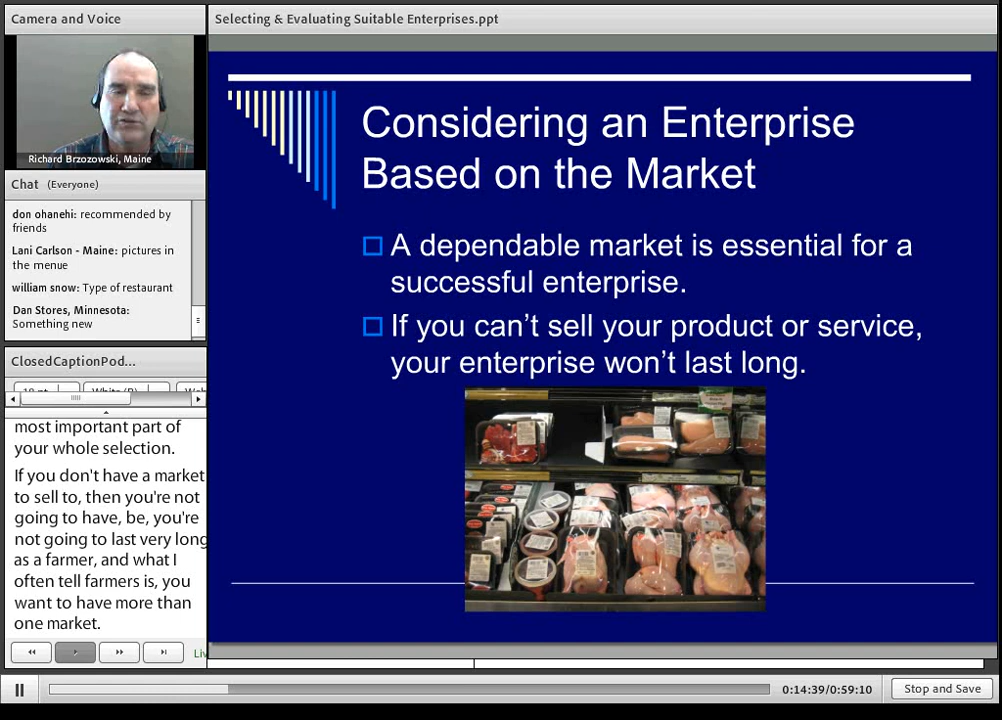 Camera and Voice
Richard Brzozowski, Maine
Chat (Everyone)
don ohanehi: recommended by
friends
Lani Carlson - Maine: pictures in
the menue
william snow: Type of restaurant
Dan Stores, Minnesota:
Something new
ClosedCaptionPod...
most important part of
your whole selection.
If you don't have a market
to sell to, then you're not
going to have, be, you're
not going to last very long
as a farmer, and what I
often tell farmers is, you
want to have more than
one market.
Selecting & Evaluating Suitable Enterprises.ppt
Considering an Enterprise
Based on the Market
A dependable market is essential for a
successful enterprise.
If you can't sell your product or service,
your enterprise won't last long.
0:14:39/0:59:10
Stop and Save